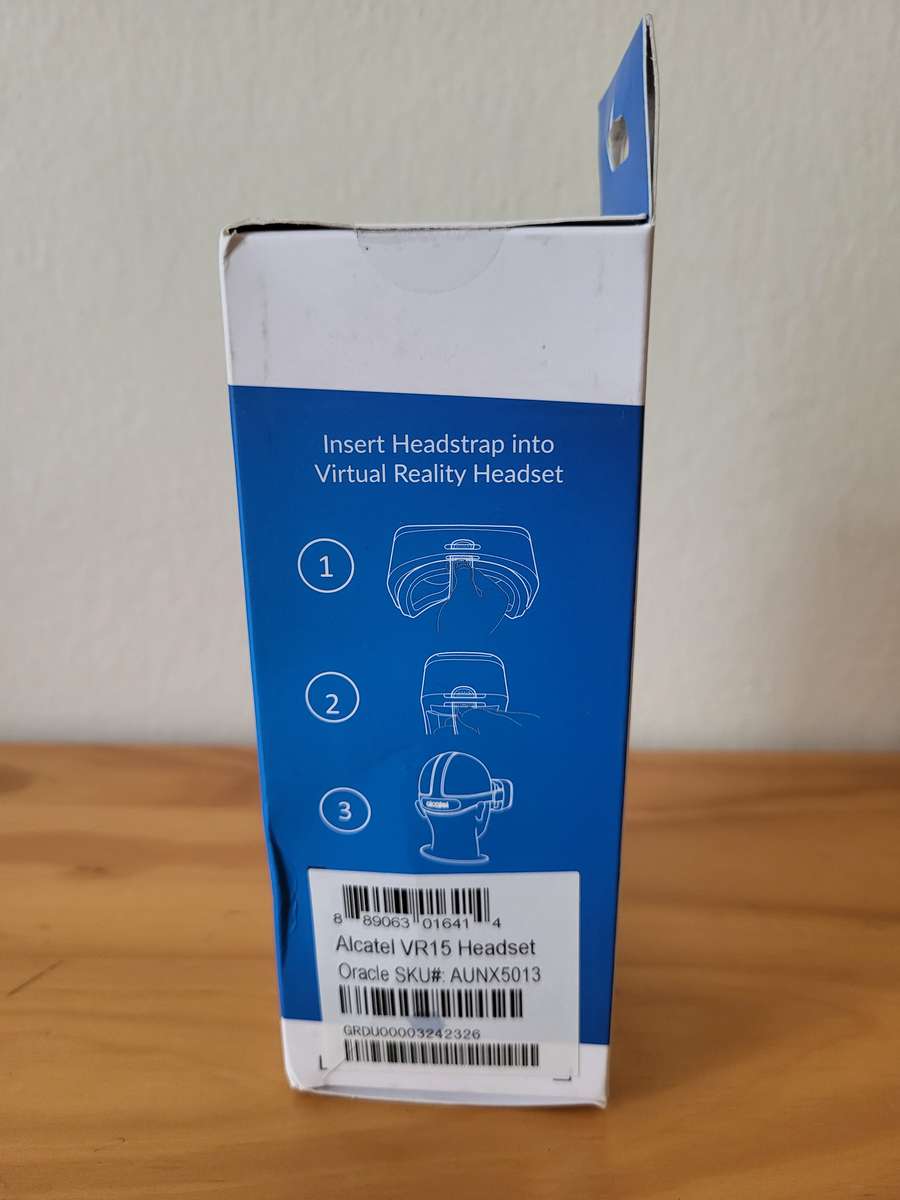 Insert Headstrap into
Virtual Reality Headset
1
2
3
8 89063 01641 4
Alcatel VR15 Headset
Oracle SKU#: AUNX5013
GRDU00003242326